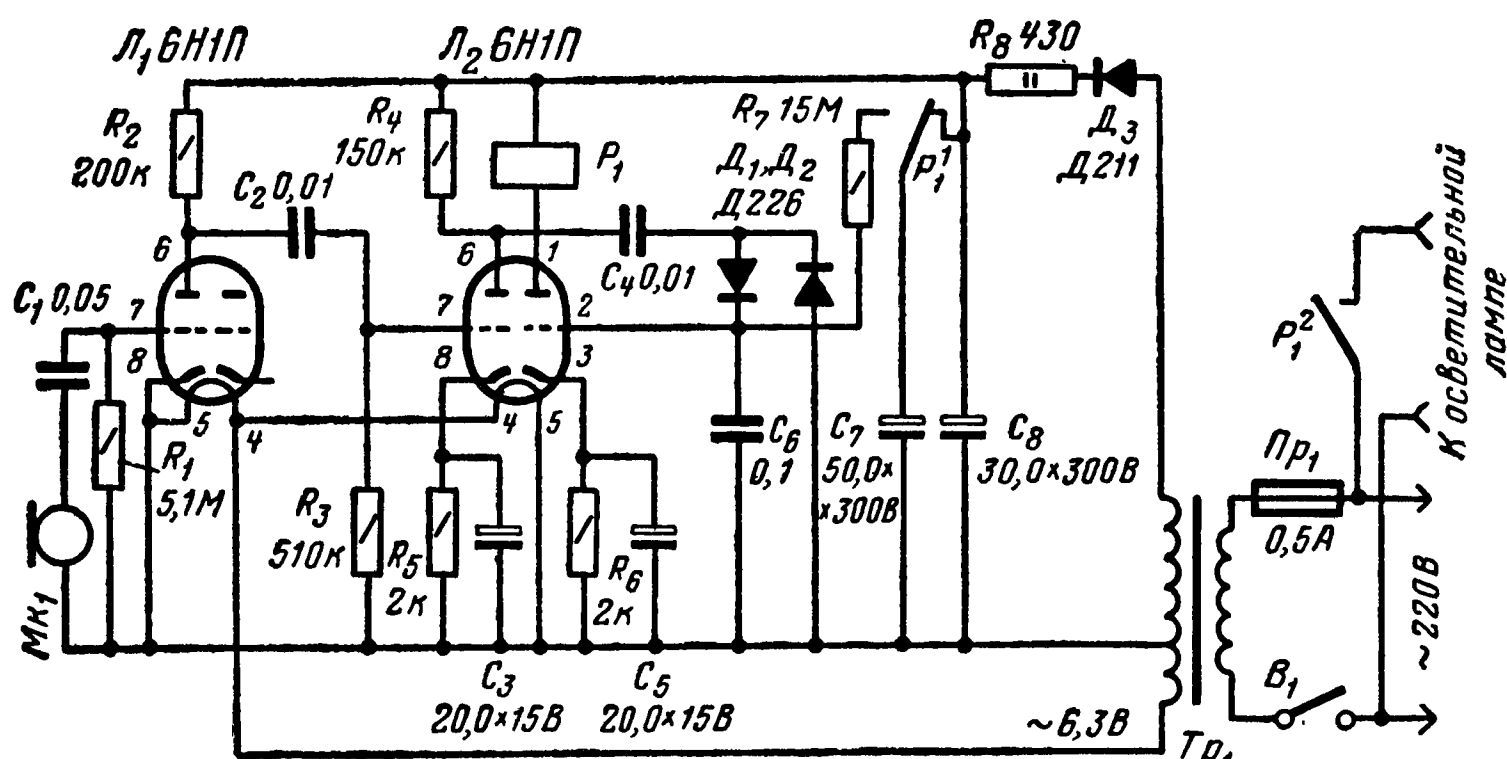 Л₁ 6Н1П
Л₂ 6Н1П
R₈ 430
R₂
200к
R₄
150к
P₁
R₇ 15М
Д₁,Д₂
Д226
P₁¹
Д₃
Д211
C₂ 0,01
6
6
1
C₄ 0,01
C₁ 0,05
7
8
5
4
7
8
2
3
4
5
P₁²
К осветительной
лампе
R₁
5,1М
R₃
510к
R₅
2к
R₆
2к
C₆
0,1
C₇
50,0×
×300В
C₈
30,0×300В
Пр₁
0,5А
~220В
Мк₁
C₃
20,0×15В
C₅
20,0×15В
~6,3В
В₁
Тр₁